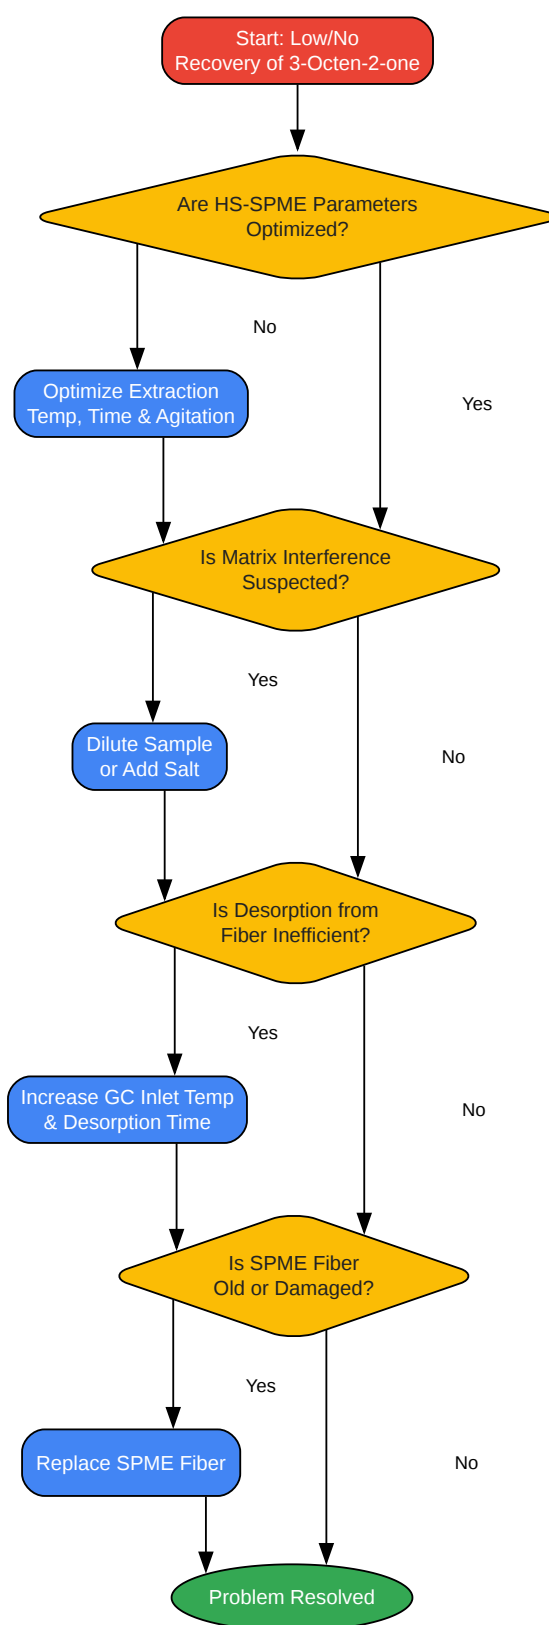 Start: Low/No
Recovery of 3-Octen-2-one
Are HS-SPME Parameters
Optimized?
No
Optimize Extraction
Temp, Time & Agitation
Yes
Is Matrix Interference
Suspected?
Yes
Dilute Sample
or Add Salt
No
Is Desorption from
Fiber Inefficient?
Yes
Increase GC Inlet Temp
& Desorption Time
No
Is SPME Fiber
Old or Damaged?
Yes
Replace SPME Fiber
No
Problem Resolved